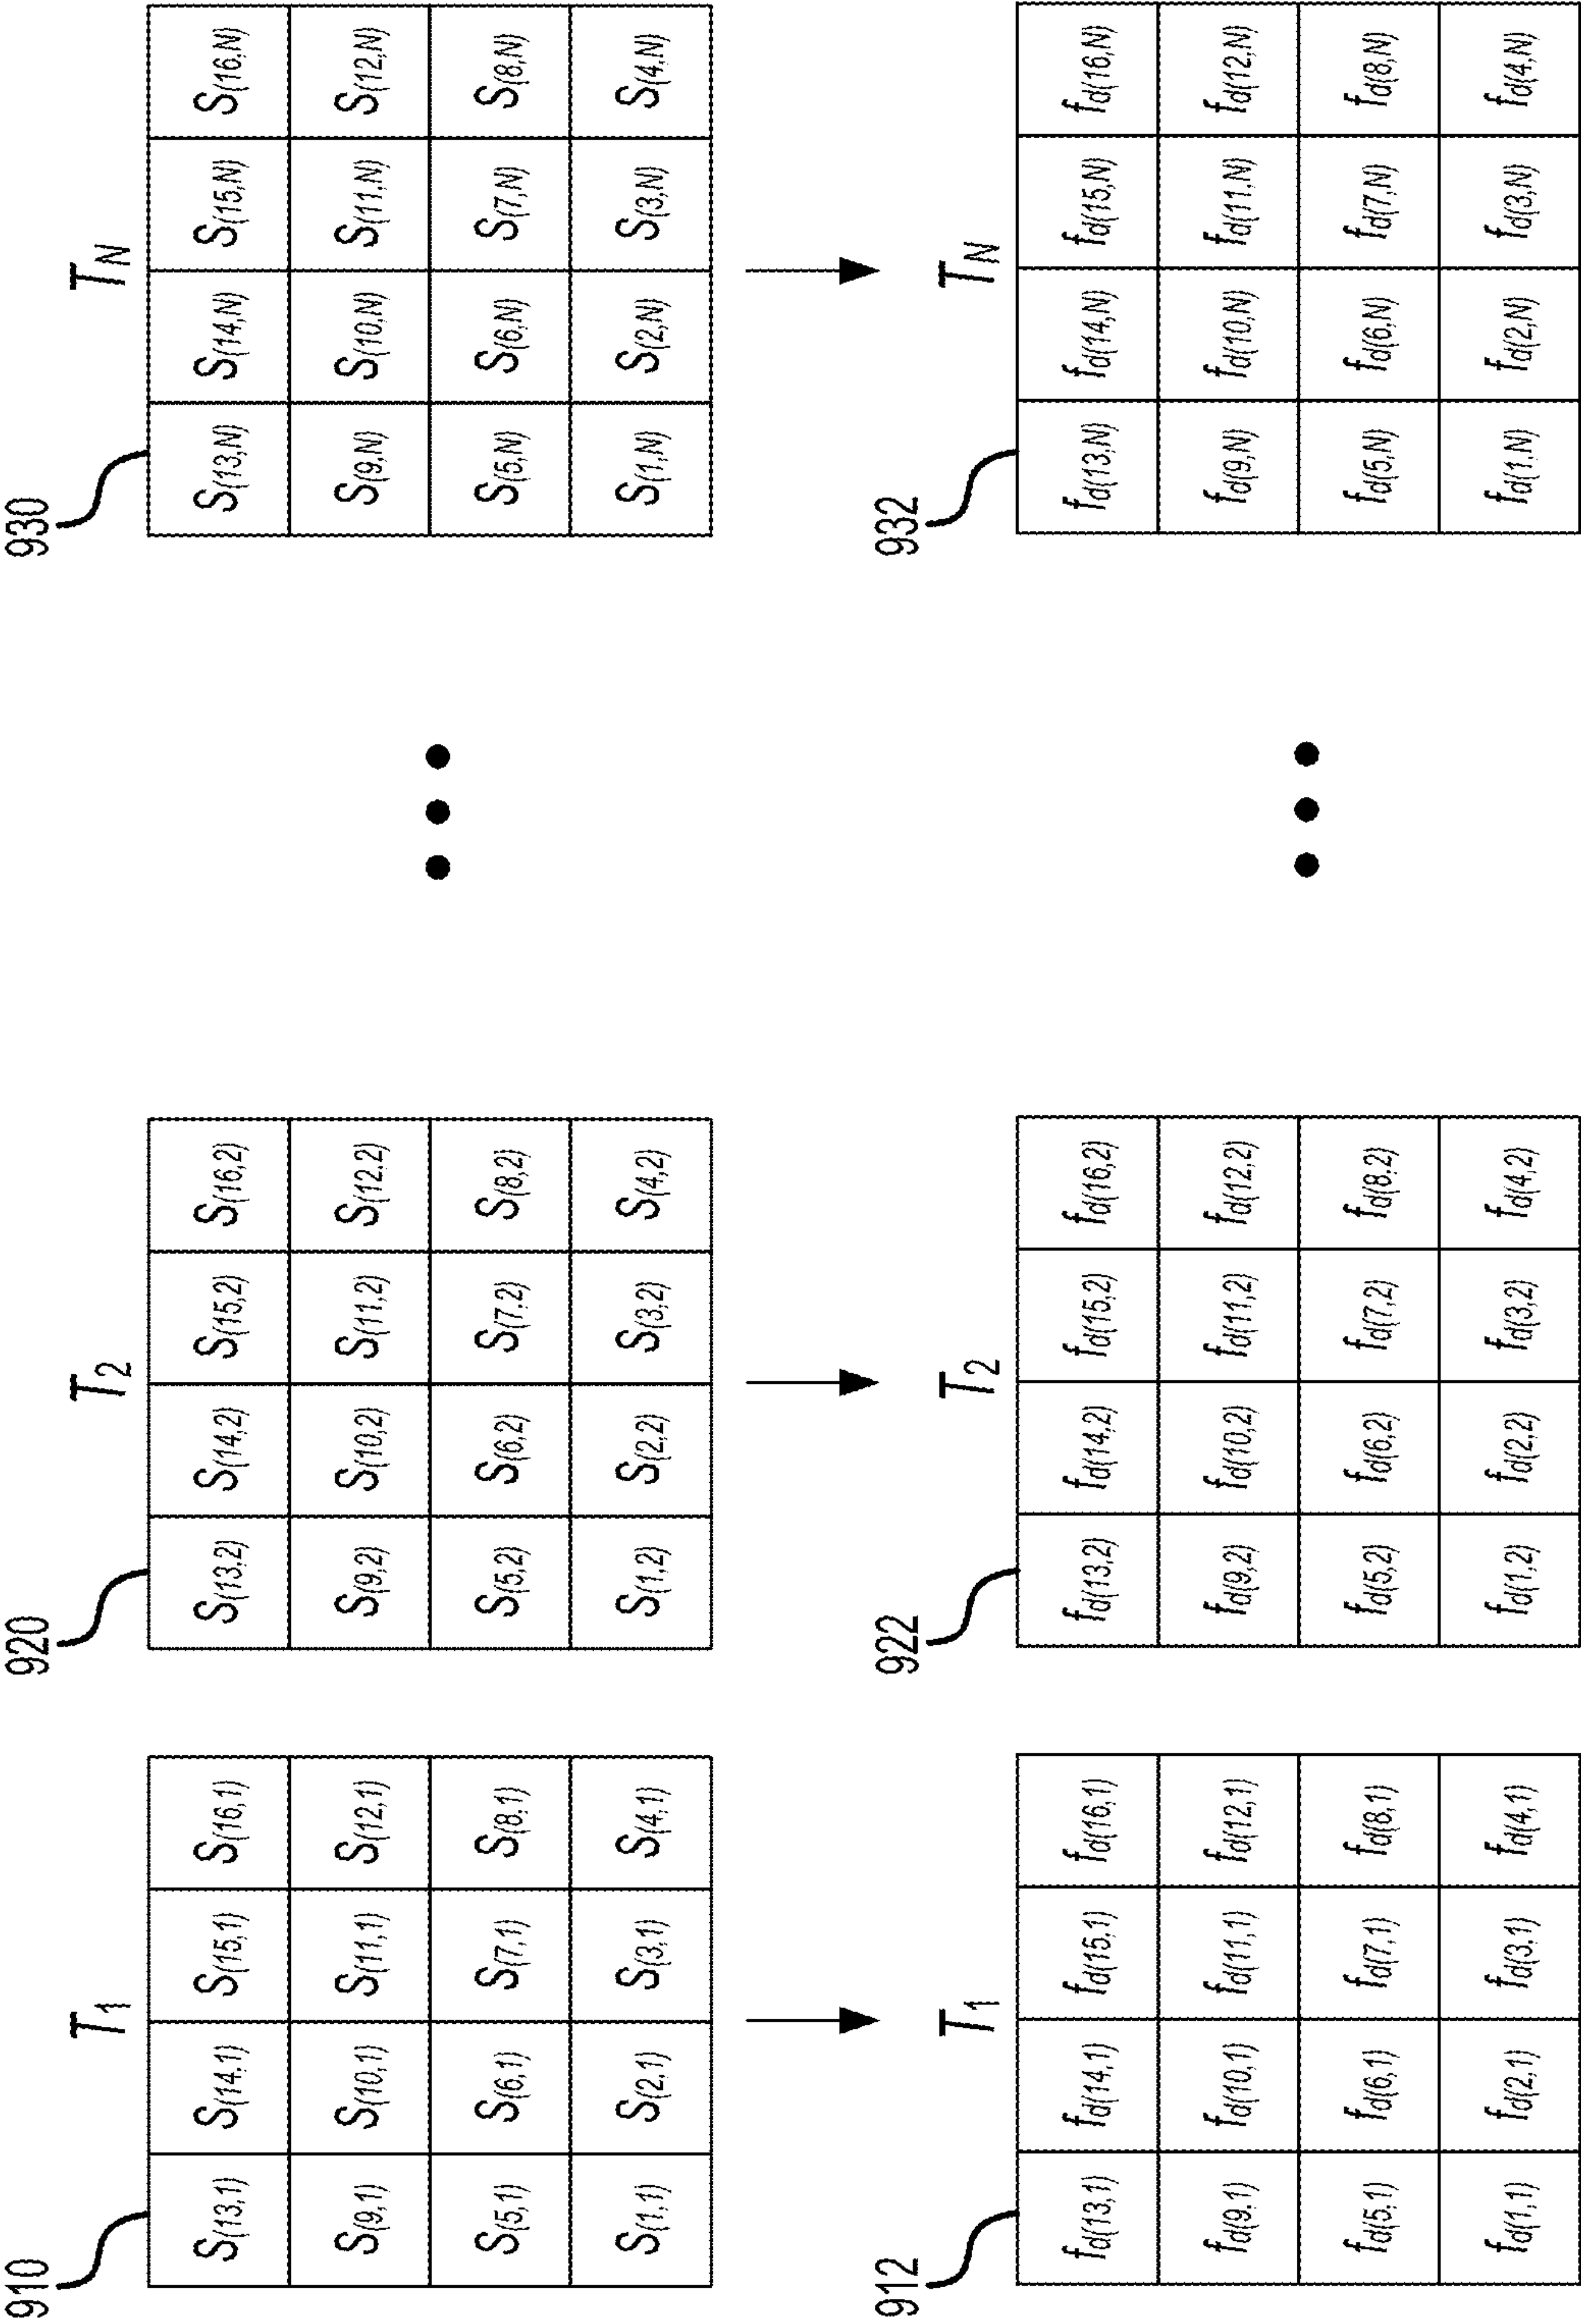 910 920 930
T1 T2 TN
S(13,1) S(14,1) S(15,1) S(16,1) S(13,2) S(14,2) S(15,2) S(16,2) S(13,N) S(14,N) S(15,N) S(16,N)
S(9,1) S(10,1) S(11,1) S(12,1) S(9,2) S(10,2) S(11,2) S(12,2) S(9,N) S(10,N) S(11,N) S(12,N)
S(5,1) S(6,1) S(7,1) S(8,1) S(5,2) S(6,2) S(7,2) S(8,2) S(5,N) S(6,N) S(7,N) S(8,N)
S(1,1) S(2,1) S(3,1) S(4,1) S(1,2) S(2,2) S(3,2) S(4,2) S(1,N) S(2,N) S(3,N) S(4,N)
912 922 932
T1 T2 TN
fd(13,1) fd(14,1) fd(15,1) fd(16,1) fd(13,2) fd(14,2) fd(15,2) fd(16,2) fd(13,N) fd(14,N) fd(15,N) fd(16,N)
fd(9,1) fd(10,1) fd(11,1) fd(12,1) fd(9,2) fd(10,2) fd(11,2) fd(12,2) fd(9,N) fd(10,N) fd(11,N) fd(12,N)
fd(5,1) fd(6,1) fd(7,1) fd(8,1) fd(5,2) fd(6,2) fd(7,2) fd(8,2) fd(5,N) fd(6,N) fd(7,N) fd(8,N)
fd(1,1) fd(2,1) fd(3,1) fd(4,1) fd(1,2) fd(2,2) fd(3,2) fd(4,2) fd(1,N) fd(2,N) fd(3,N) fd(4,N)